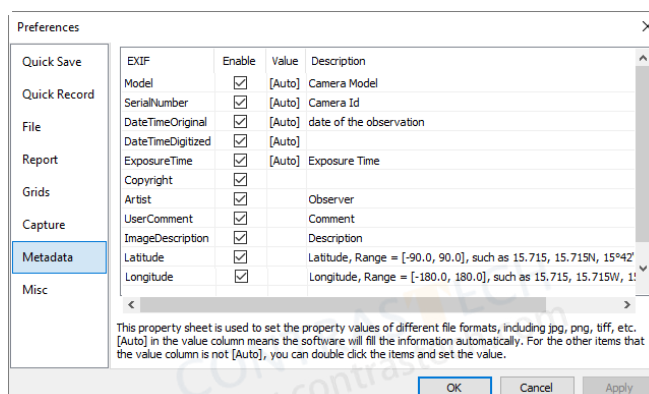 Preferences
Quick Save
Quick Record
File
Report
Grids
Capture
Metadata
Misc
EXIF Enable Value Description
Model [Auto] Camera Model
SerialNumber [Auto] Camera Id
DateTimeOriginal [Auto] date of the observation
DateTimeDigitized [Auto]
ExposureTime [Auto] Exposure Time
Copyright
Artist Observer
UserComment Comment
ImageDescription Description
Latitude Latitude, Range = [-90.0, 90.0], such as 15.715, 15.715N, 15°42'
Longitude Longitude, Range = [-180.0, 180.0], such as 15.715, 15.715W,
This property sheet is used to set the property values of different file formats, including jpg, png, tiff, etc.
[Auto] in the value column means the software will fill the information automatically. For the other items that
the value column is not [Auto], you can double click the items and set the value.
OK Cancel Apply